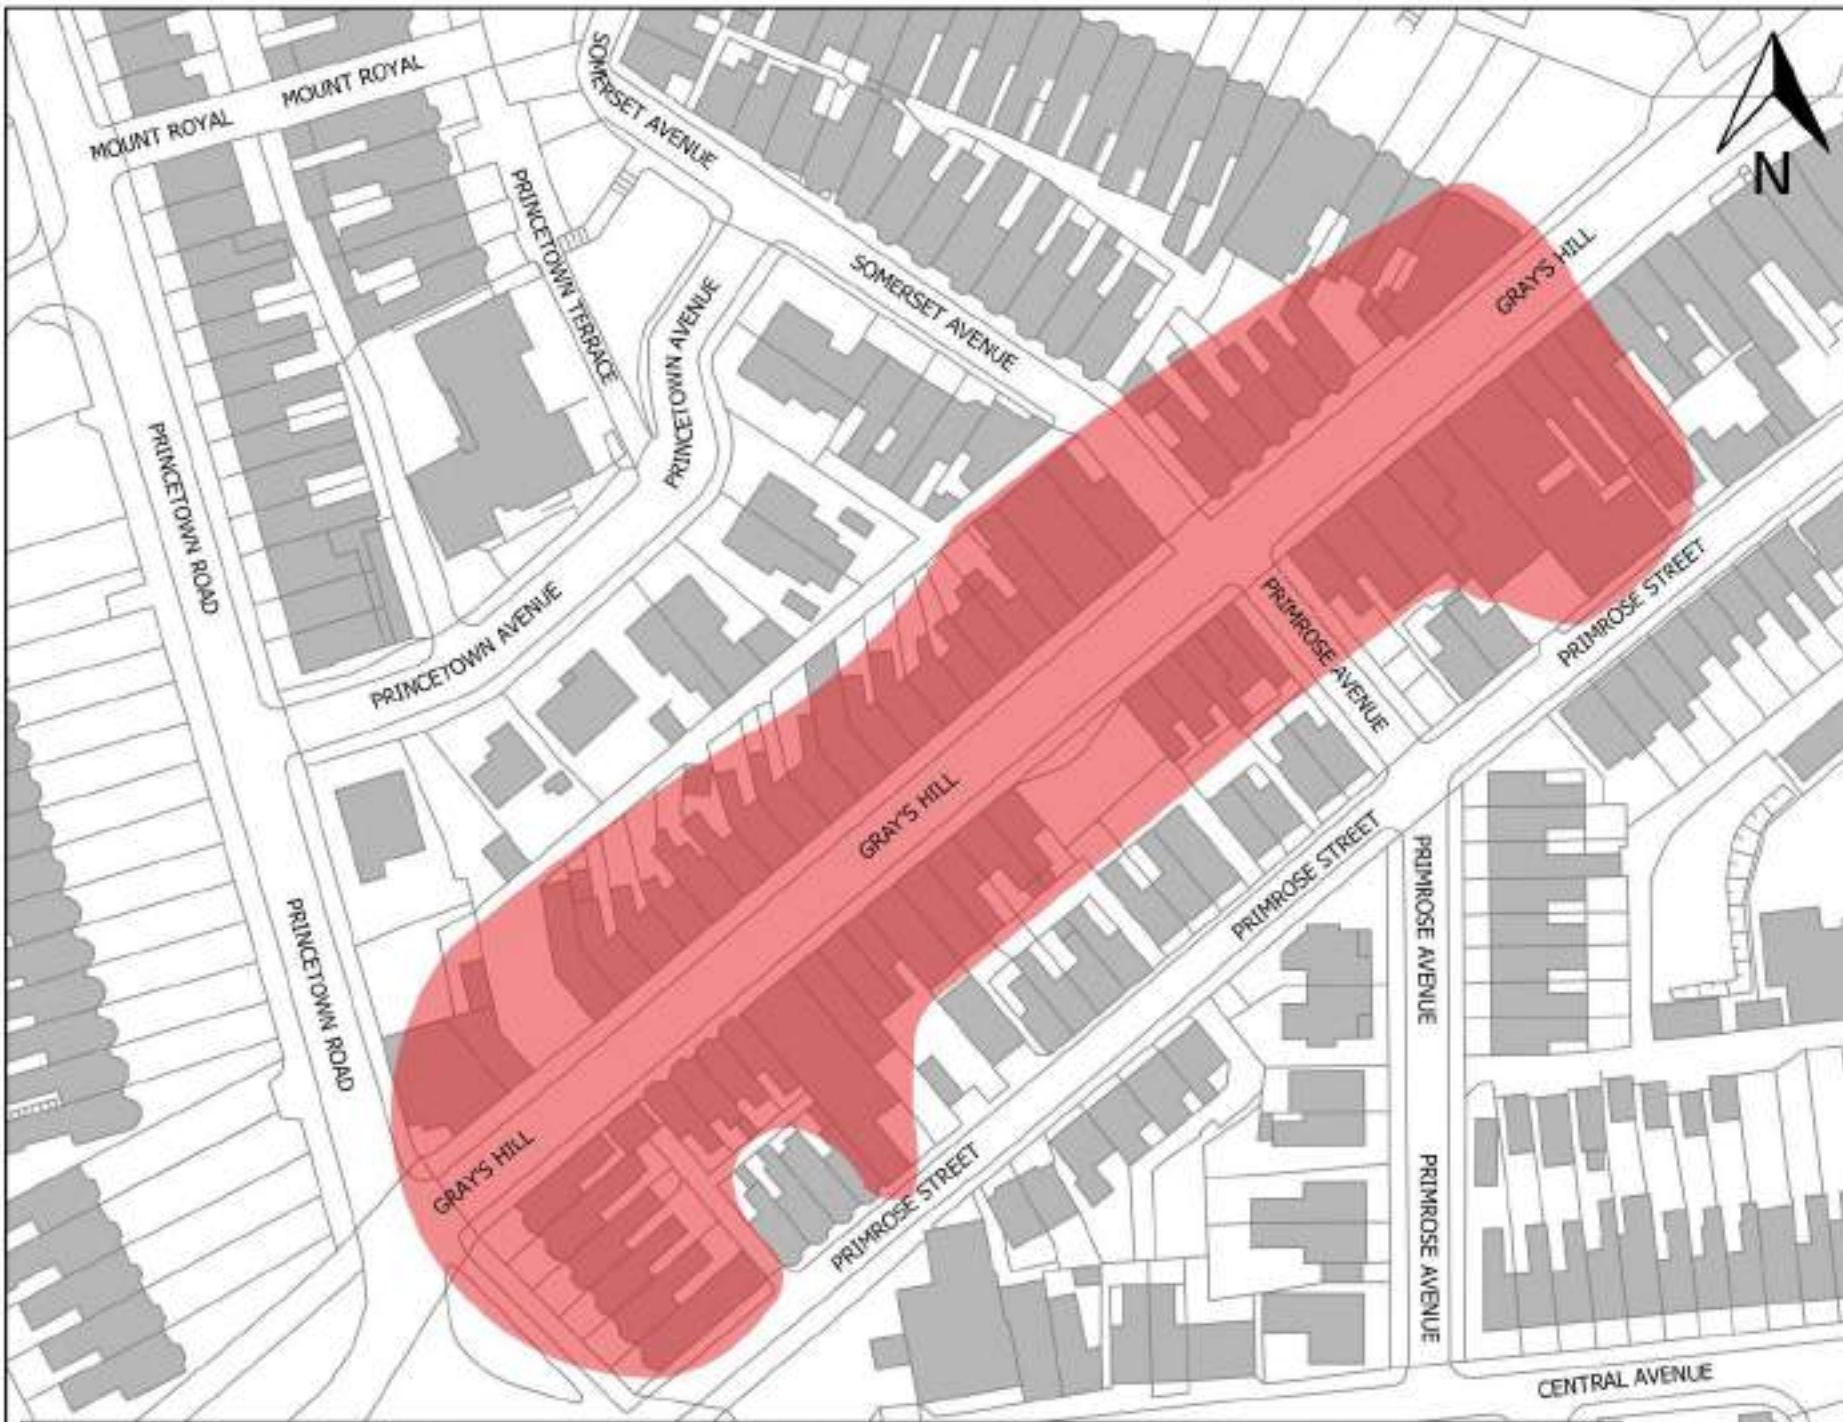 MOUNT ROYAL
MOUNT ROYAL
SOMERSET AVENUE
N
PRINCETOWN TERRACE
SOMERSET AVENUE
GRAY'S HILL
PRINCETOWN AVENUE
PRINCETOWN ROAD
PRINCETOWN AVENUE
PRIMROSE AVENUE
PRIMROSE STREET
GRAY'S HILL
PRIMROSE STREET
PRIMROSE AVENUE
PRINCETOWN ROAD
GRAY'S HILL
PRIMROSE STREET
PRIMROSE AVENUE
CENTRAL AVENUE